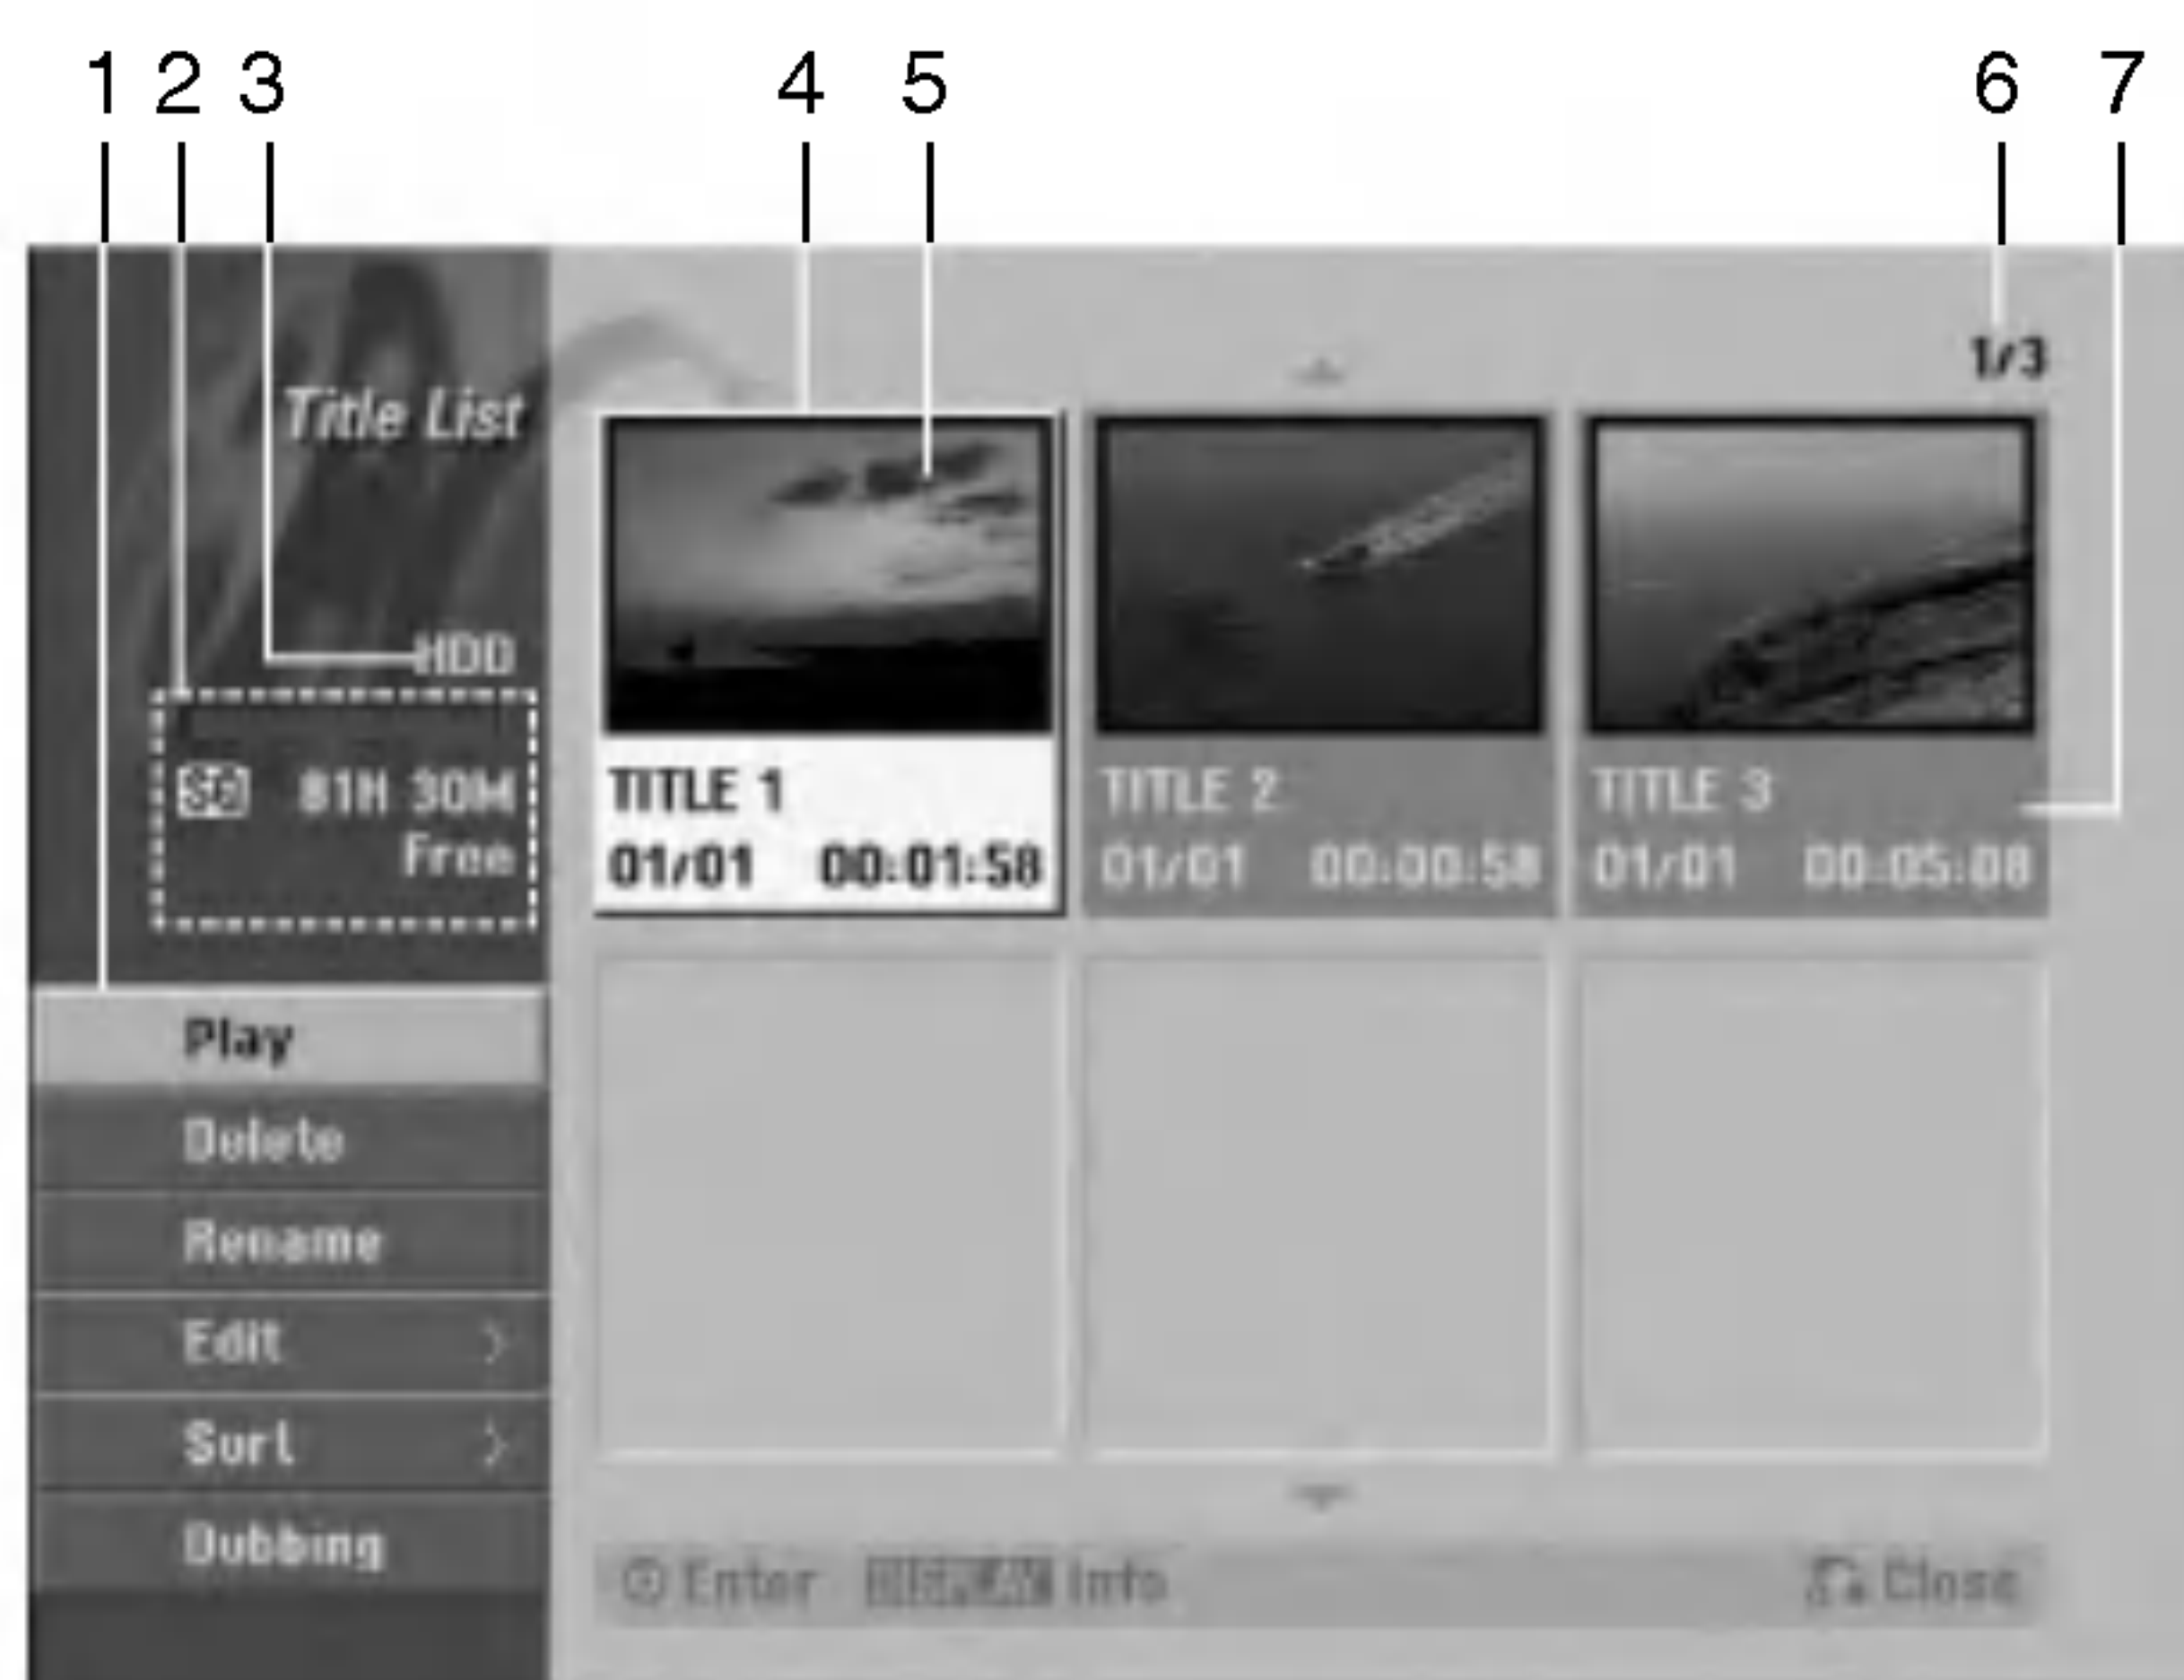 1 2 3 4 5 6 7
Title List
1/3
HDD
81H 30M
Free
TITLE 1
01/01 00:01:58
TITLE 2
01/01 00:00:58
TITLE 3
01/01 00:05:08
Play
Delete
Rename
Edit >
Sort >
Dubbing
Enter
Info
Close